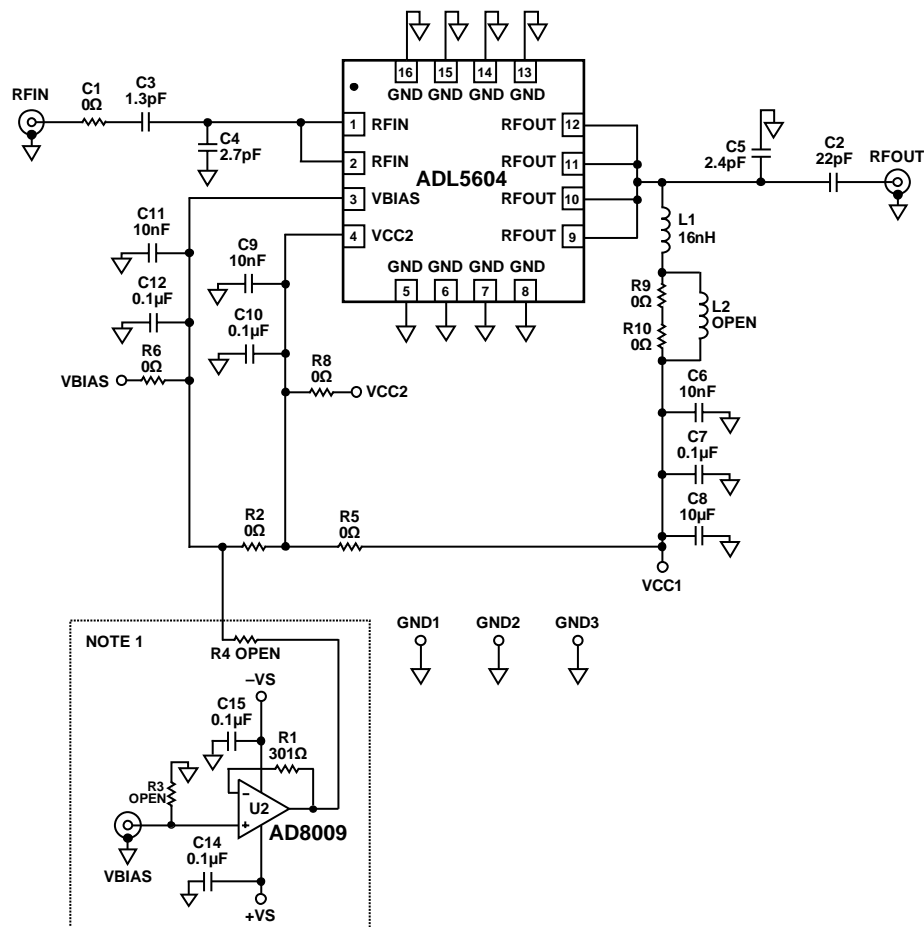 16 15 14 13
GND GND GND GND
RFIN
C1
0Ω
C3
1.3pF
C4
2.7pF
1 RFIN
2 RFIN
3 VBIAS
4 VCC2
ADL5604
RFOUT 12
RFOUT 11
RFOUT 10
RFOUT 9
GND GND GND GND
5 6 7 8
C5
2.4pF
C2
22pF
RFOUT
L1
16nH
R9
0Ω
R10
0Ω
L2
OPEN
C11
10nF
C12
0.1µF
R6
0Ω
VBIAS
C9
10nF
C10
0.1µF
R8
0Ω
VCC2
C6
10nF
C7
0.1µF
C8
10µF
R2
0Ω
R5
0Ω
VCC1
NOTE 1
R4 OPEN
GND1 GND2 GND3
–VS
C15
0.1µF
R1
301Ω
R3
OPEN
–
U2
+
AD8009
VBIAS
C14
0.1µF
+VS